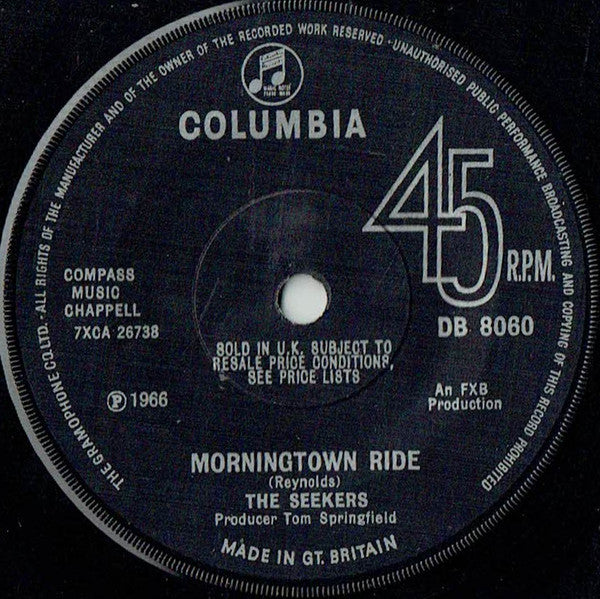 THE GRAMOPHONE CO. LTD. - ALL RIGHTS OF THE MANUFACTURER AND OF THE OWNER OF THE RECORDED WORK RESERVED - UNAUTHORISED PUBLIC PERFORMANCE BROADCASTING AND COPYING OF THIS RECORD PROHIBITED
COLUMBIA
45
R.P.M.
DB 8060
COMPASS
MUSIC
CHAPPELL
7XCA 26738
SOLD IN U.K. SUBJECT TO
RESALE PRICE CONDITIONS,
SEE PRICE LISTS
℗ 1966
An FXB
Production
MORNINGTOWN RIDE
(Reynolds)
THE SEEKERS
Producer Tom Springfield
MADE IN GT. BRITAIN